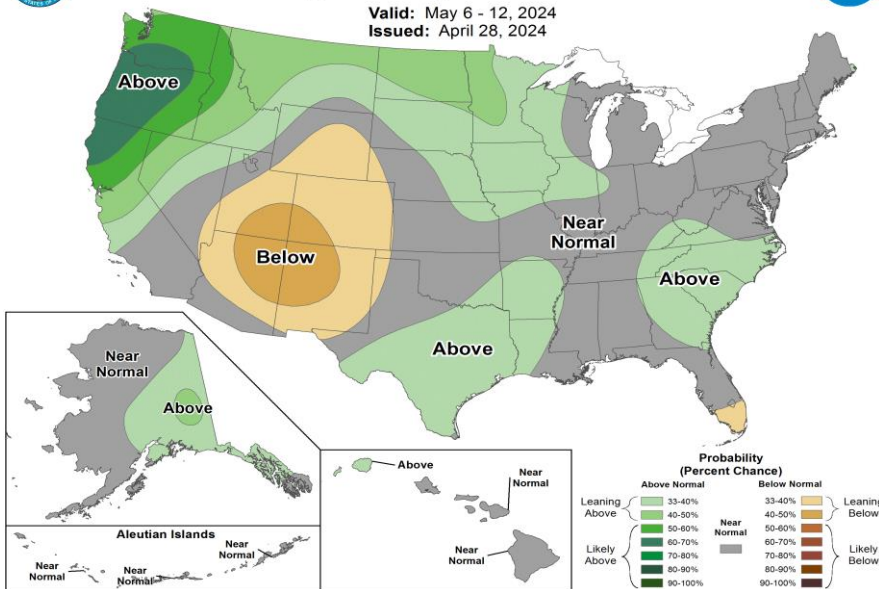 STATES OF
Valid: May 6 - 12, 2024
Issued: April 28, 2024
Above
Below
Near
Normal
Above
Above
Near
Normal
Above
Above
Near
Normal
Near
Normal
Aleutian Islands
Near
Normal
Near
Normal
Near
Normal
Probability
(Percent Chance)
Above Normal
Below Normal
Leaning
Above
33-40%
40-50%
Likely
Above
50-60%
60-70%
70-80%
80-90%
90-100%
Near
Normal
33-40%
40-50%
Leaning
Below
50-60%
60-70%
70-80%
80-90%
90-100%
Likely
Below